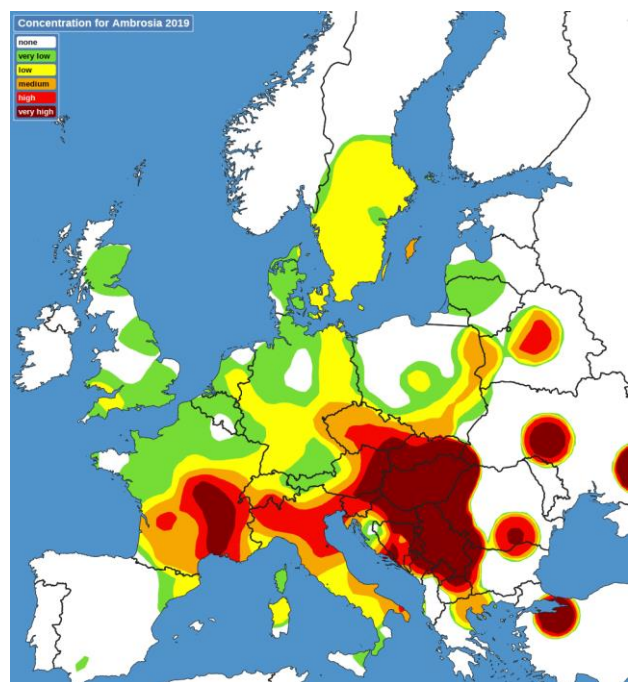 Concentration for Ambrosia 2019
none
very low
low
medium
high
very high